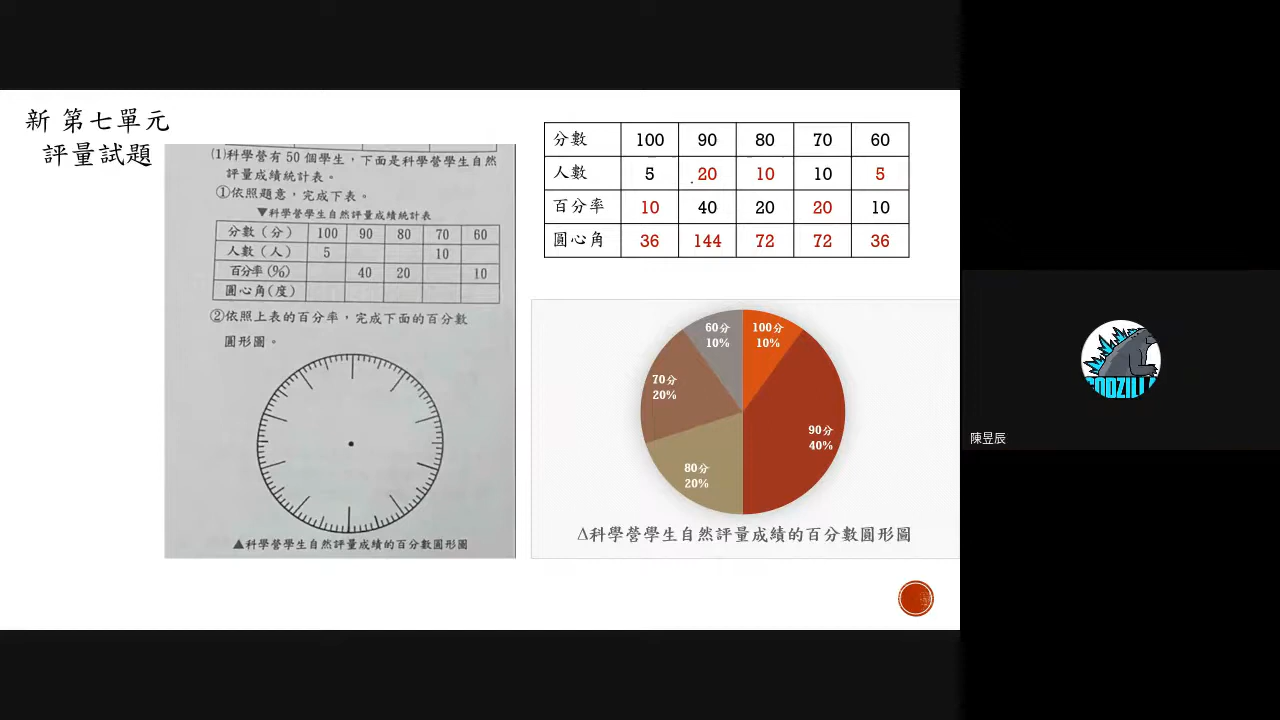 新 第七單元
評量試題
(1)科學營有 50 個學生，下面是科學營學生自然
評量成績統計表。
①依照題意，完成下表。
▼科學營學生自然評量成績統計表
分數（分） 100 90 80 70 60
人數（人） 5 10
百分率(%) 40 20 10
圓心角(度)
②依照上表的百分率，完成下面的百分數
圓形圖。
▲科學營學生自然評量成績的百分數圓形圖
分數 100 90 80 70 60
人數 5 20 10 10 5
百分率 10 40 20 20 10
圓心角 36 144 72 72 36
60分
10%
100分
10%
70分
20%
90分
40%
80分
20%
Δ科學營學生自然評量成績的百分數圓形圖
GODZILLA
陳昱辰